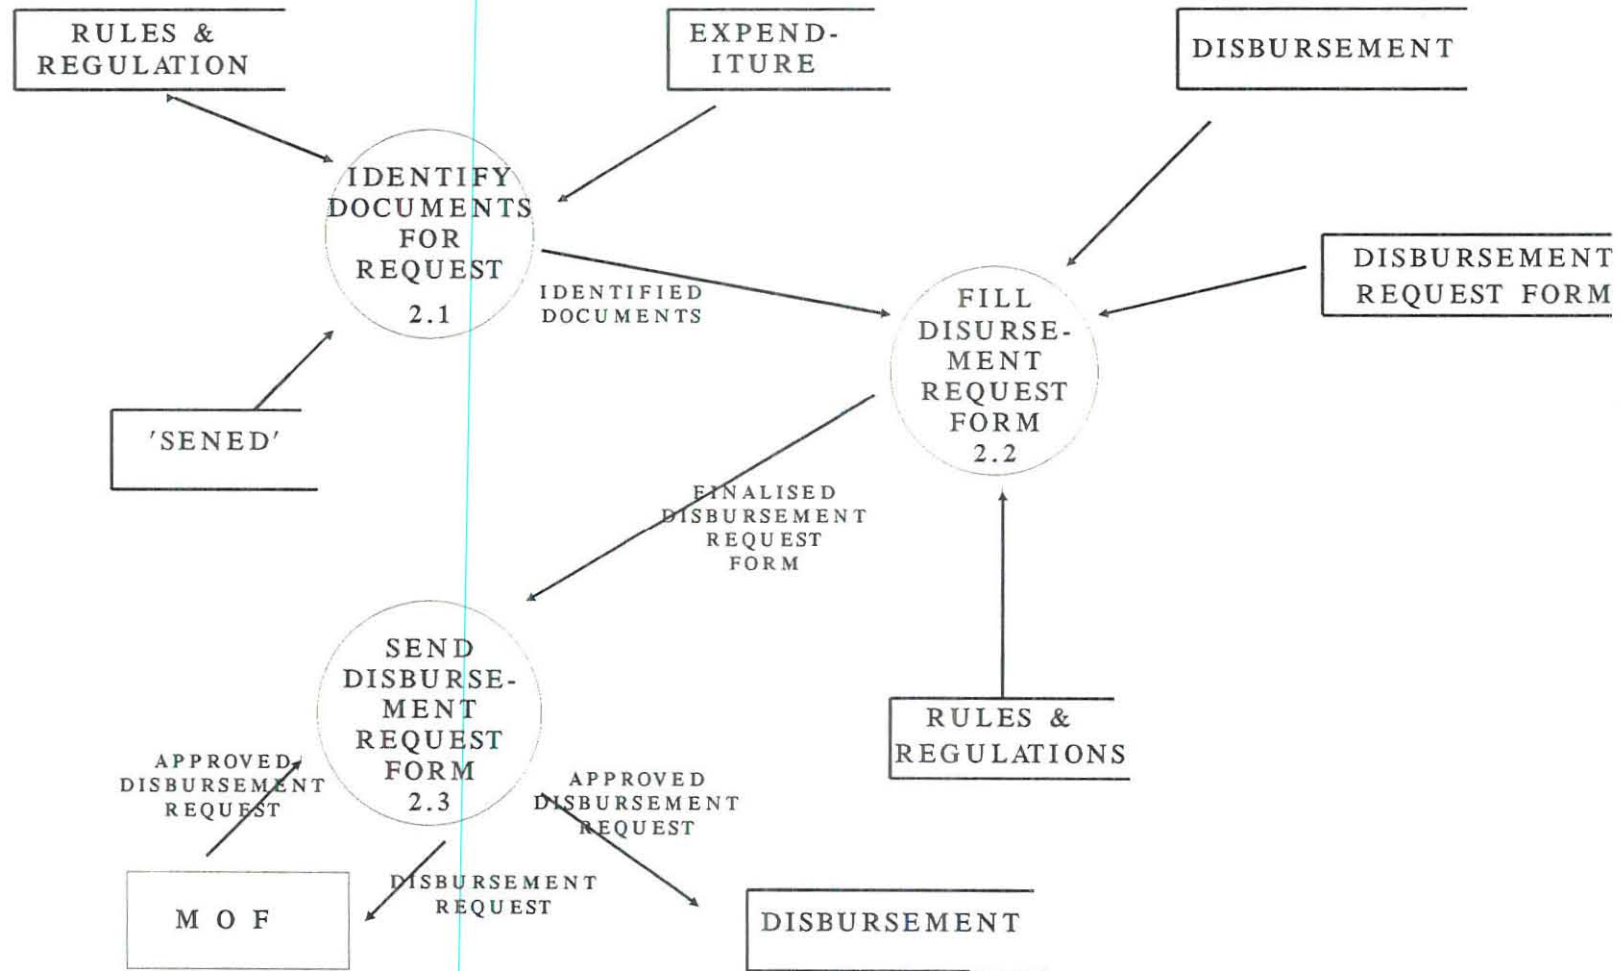 RULES &
REGULATION
EXPEND-
ITURE
DISBURSEMENT
IDENTIFY
DOCUMENTS
FOR
REQUEST
2.1
DISBURSEMENT
REQUEST FORM
IDENTIFIED
DOCUMENTS
FILL
DISURSE-
MENT
REQUEST
FORM
2.2
'SENED'
FINALISED
DISBURSEMENT
REQUEST
FORM
SEND
DISBURSE-
MENT
REQUEST
FORM
2.3
RULES &
REGULATIONS
APPROVED
DISBURSEMENT
REQUEST
APPROVED
DISBURSEMENT
REQUEST
DISBURSEMENT
REQUEST
M O F
DISBURSEMENT